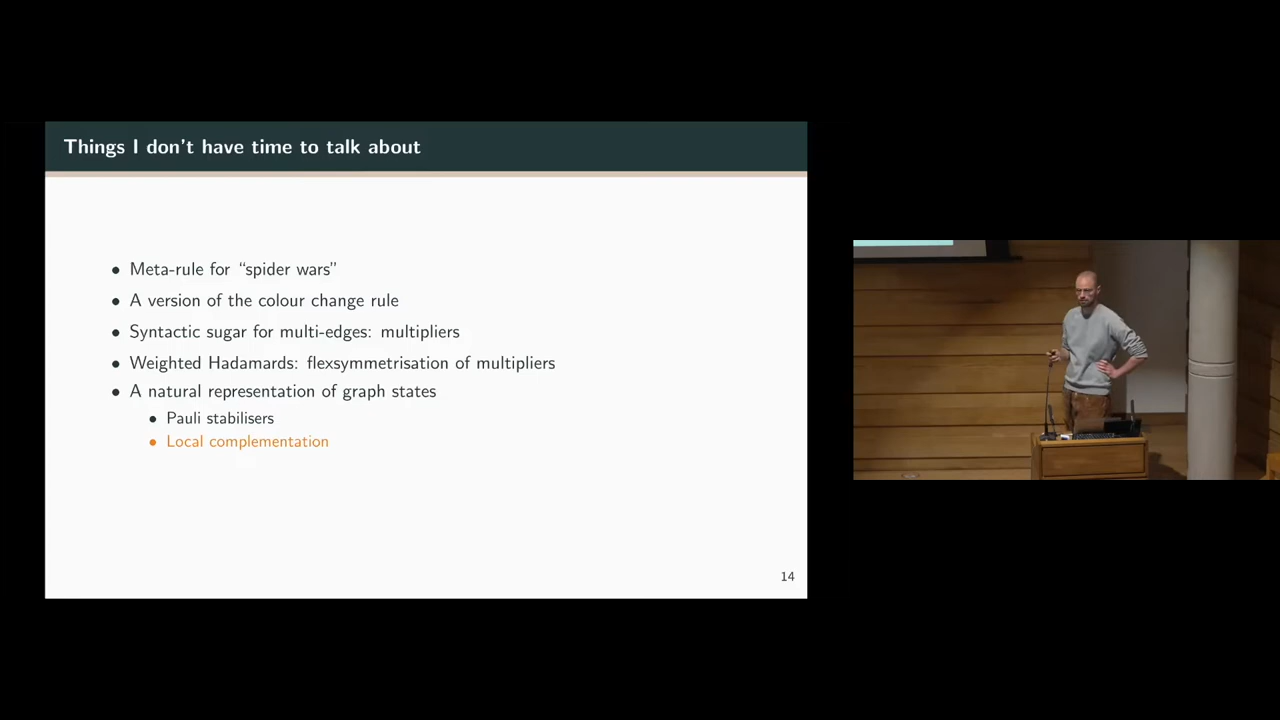 Things I don't have time to talk about
• Meta-rule for “spider wars”
• A version of the colour change rule
• Syntactic sugar for multi-edges: multipliers
• Weighted Hadamards: flexsymmetrisation of multipliers
• A natural representation of graph states
• Pauli stabilisers
• Local complementation
14